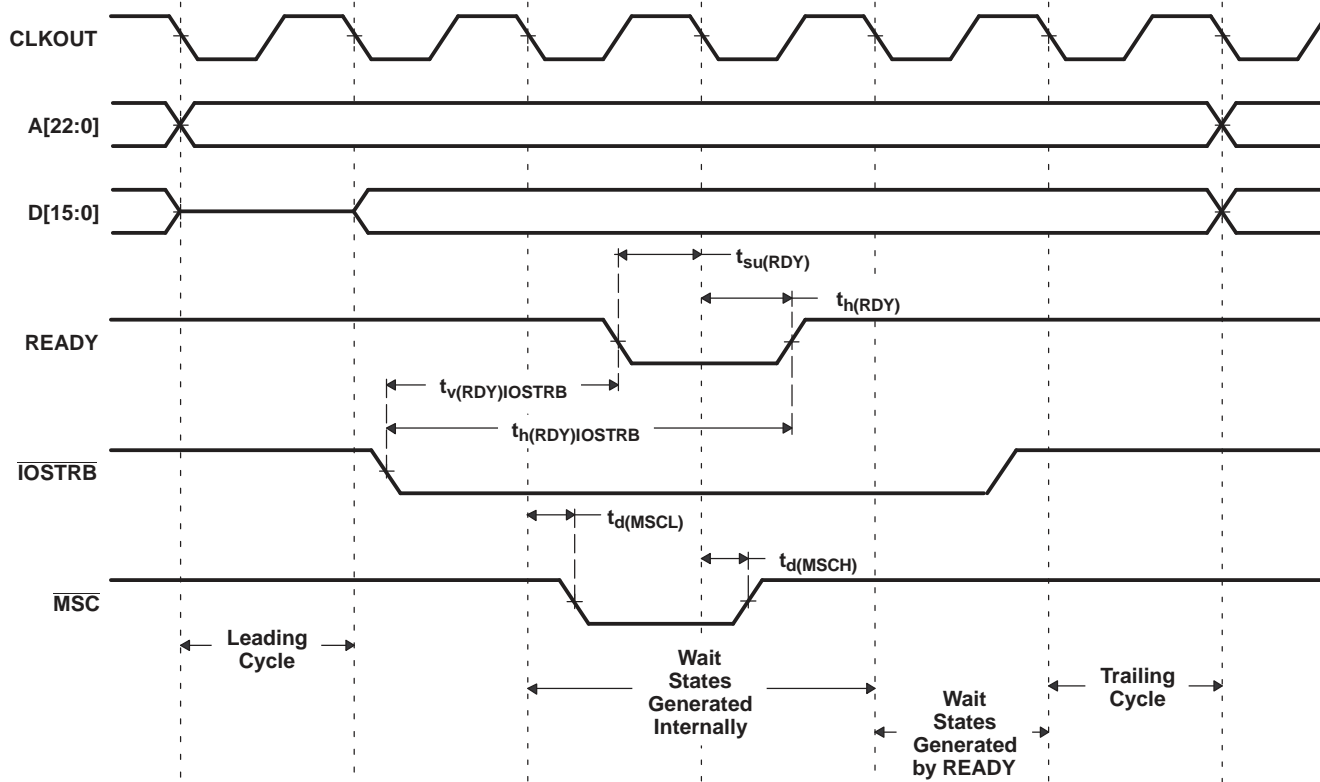 CLKOUT
A[22:0]
D[15:0]
tsu(RDY)
th(RDY)
READY
tv(RDY)IOSTRB
th(RDY)IOSTRB
IOSTRB
td(MSCL)
td(MSCH)
MSC
Leading
Cycle
Wait
States
Generated
Internally
Wait
States
Generated
by READY
Trailing
Cycle